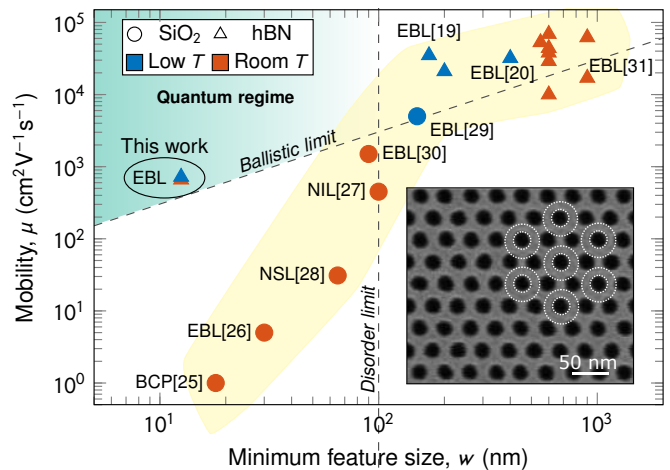 10⁵
10⁴
10³
10²
10¹
10⁰
Mobility, μ (cm²V⁻¹s⁻¹)
SiO₂ hBN
Low T Room T
Quantum regime
This work
EBL
Ballistic limit
Disorder limit
EBL[19]
EBL[20]
EBL[31]
EBL[29]
EBL[30]
NIL[27]
NSL[28]
EBL[26]
BCP[25]
50 nm
10¹ 10² 10³
Minimum feature size, w (nm)